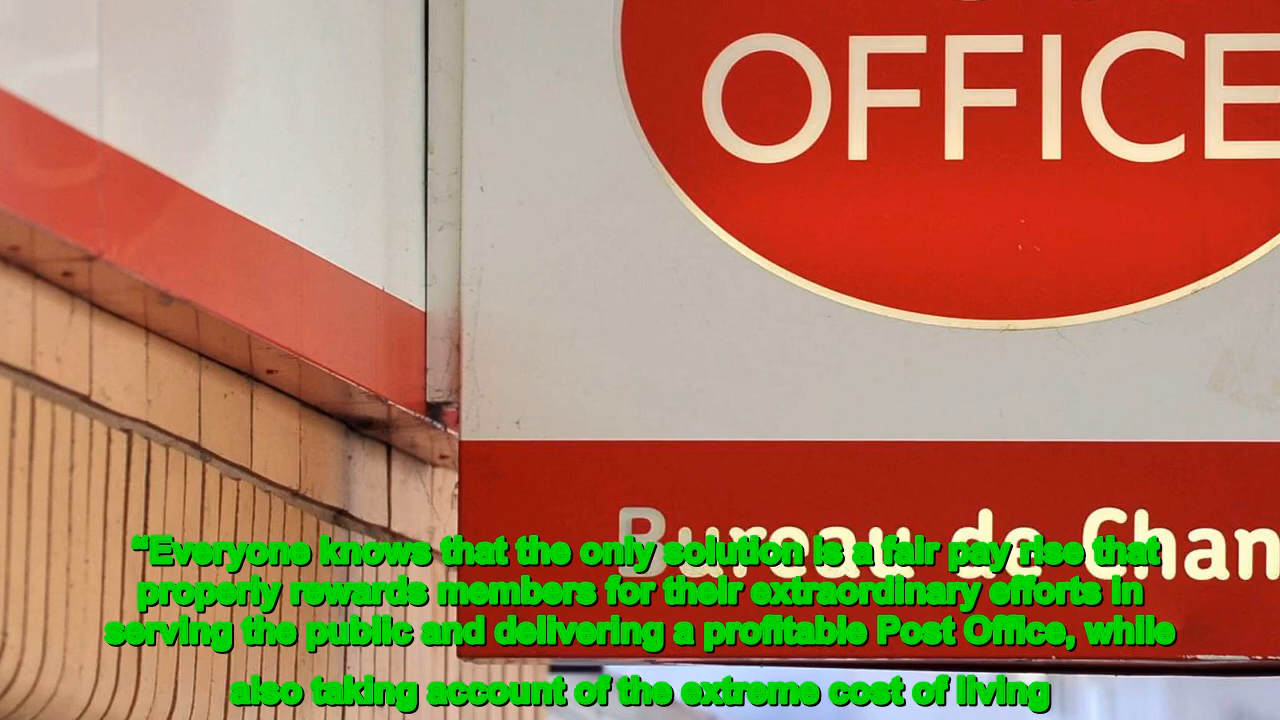 OFFICE
Bureau de Chan
“Everyone knows that the only solution is a fair pay rise that
properly rewards members for their extraordinary efforts in
serving the public and delivering a profitable Post Office, while
also taking account of the extreme cost of living